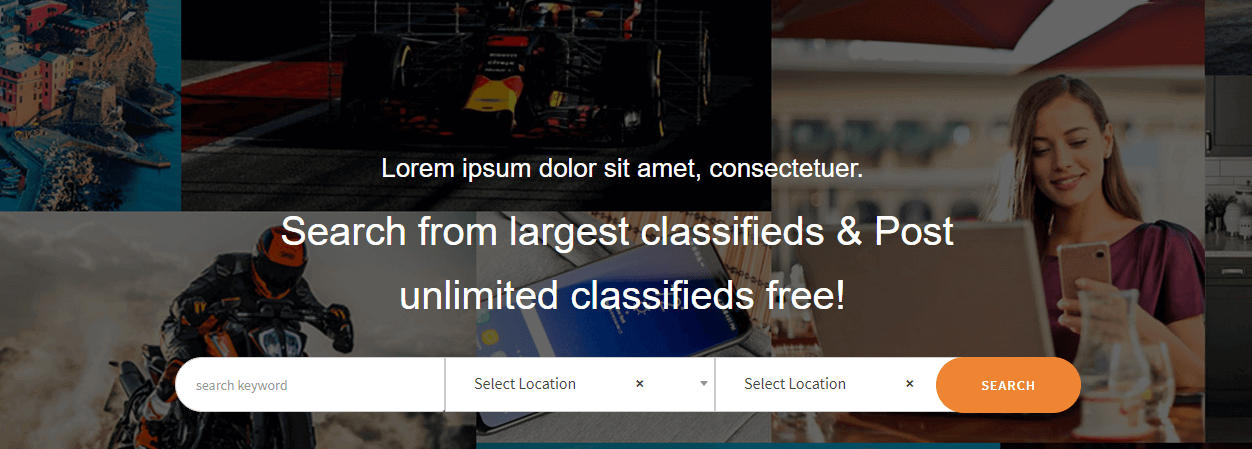 Lorem ipsum dolor sit amet, consectetuer.
Search from largest classifieds & Post
unlimited classifieds free!
search keyword
Select Location ×
Select Location ×
SEARCH